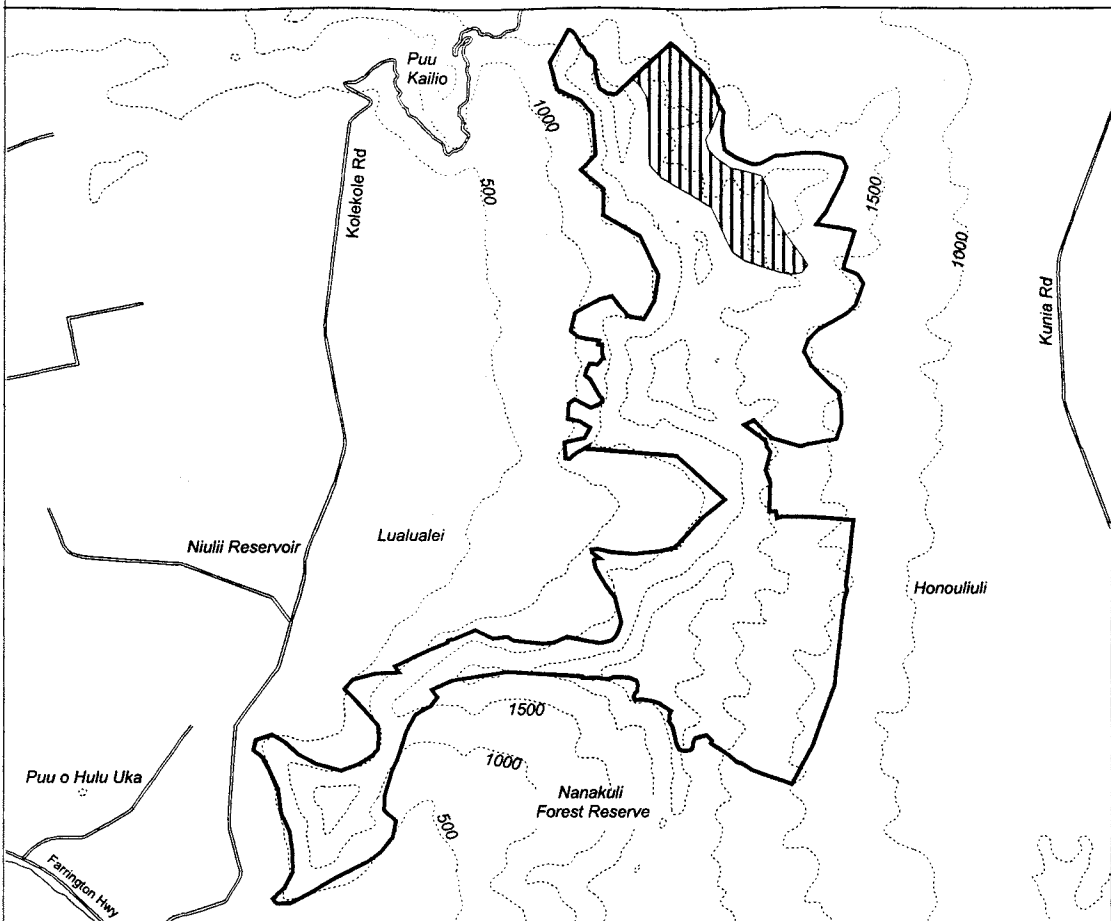 Puu
Kailio
1000
Kolekole Rd
500
1500
1000
Kunia Rd
Niulii Reservoir
Lualualei
Honouliuli
1500
1000
Puu o Hulu Uka
Nanakuli
Forest Reserve
500
Farrington Hwy